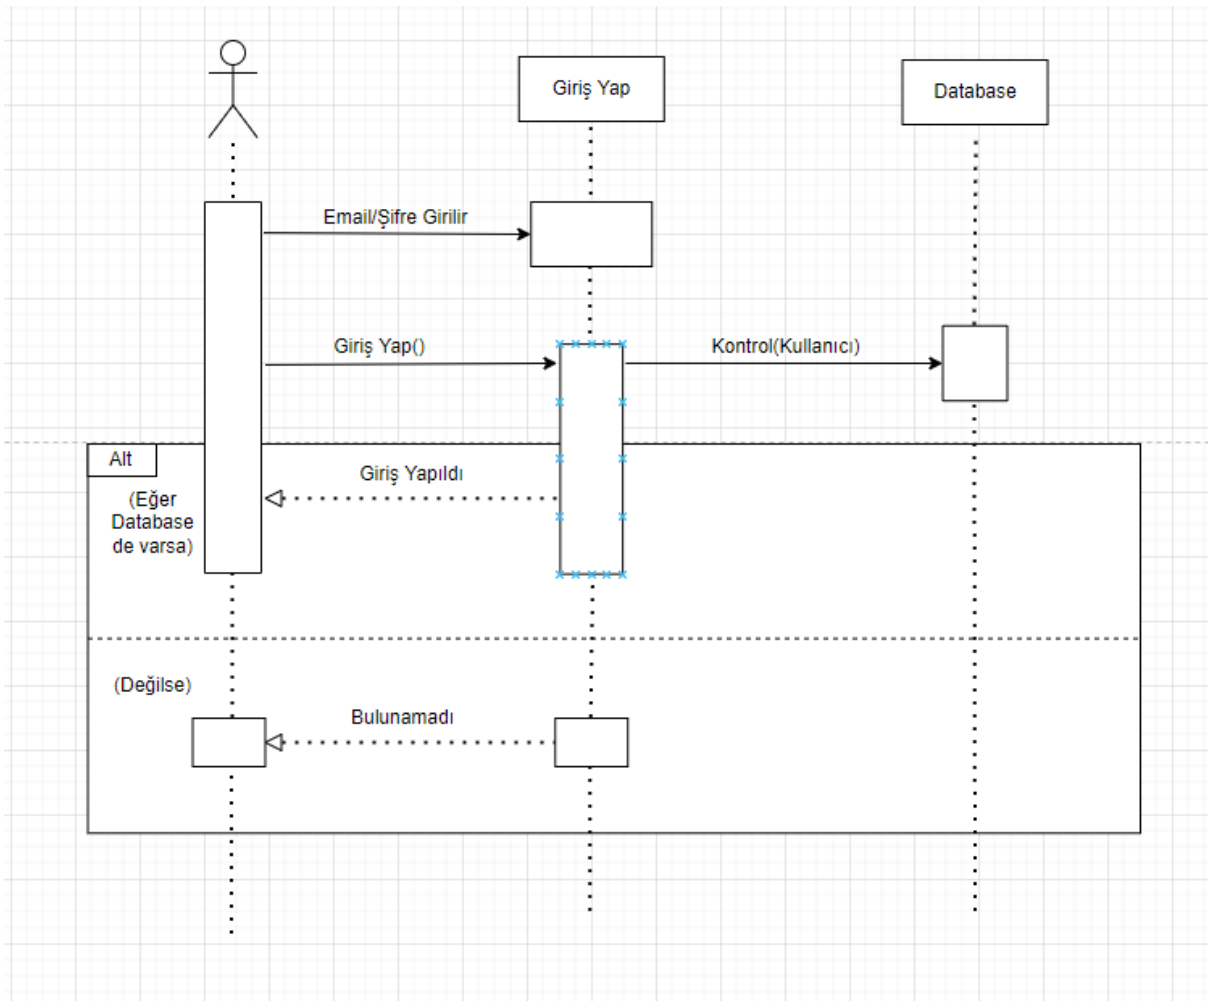 Giriş Yap
Database
Email/Şifre Girilir
Giriş Yap()
Kontrol(Kullanıcı)
Alt
Giriş Yapıldı
(Eğer
Database
de varsa)
(Değilse)
Bulunamadı